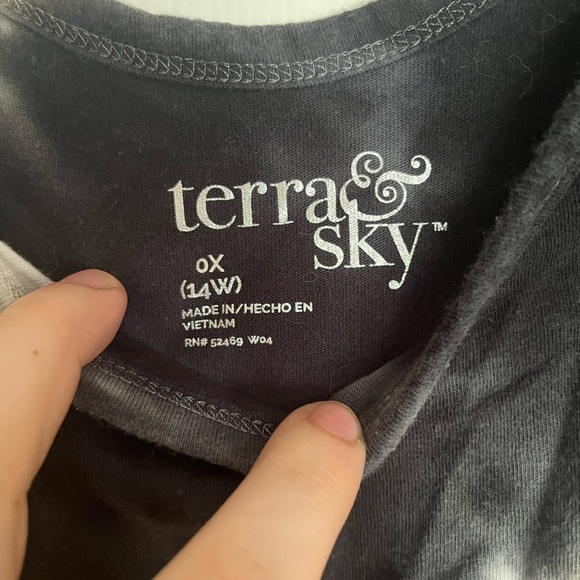 terra &
sky™
0X
(14W)
MADE IN/HECHO EN
VIETNAM
RN# 52469 W04